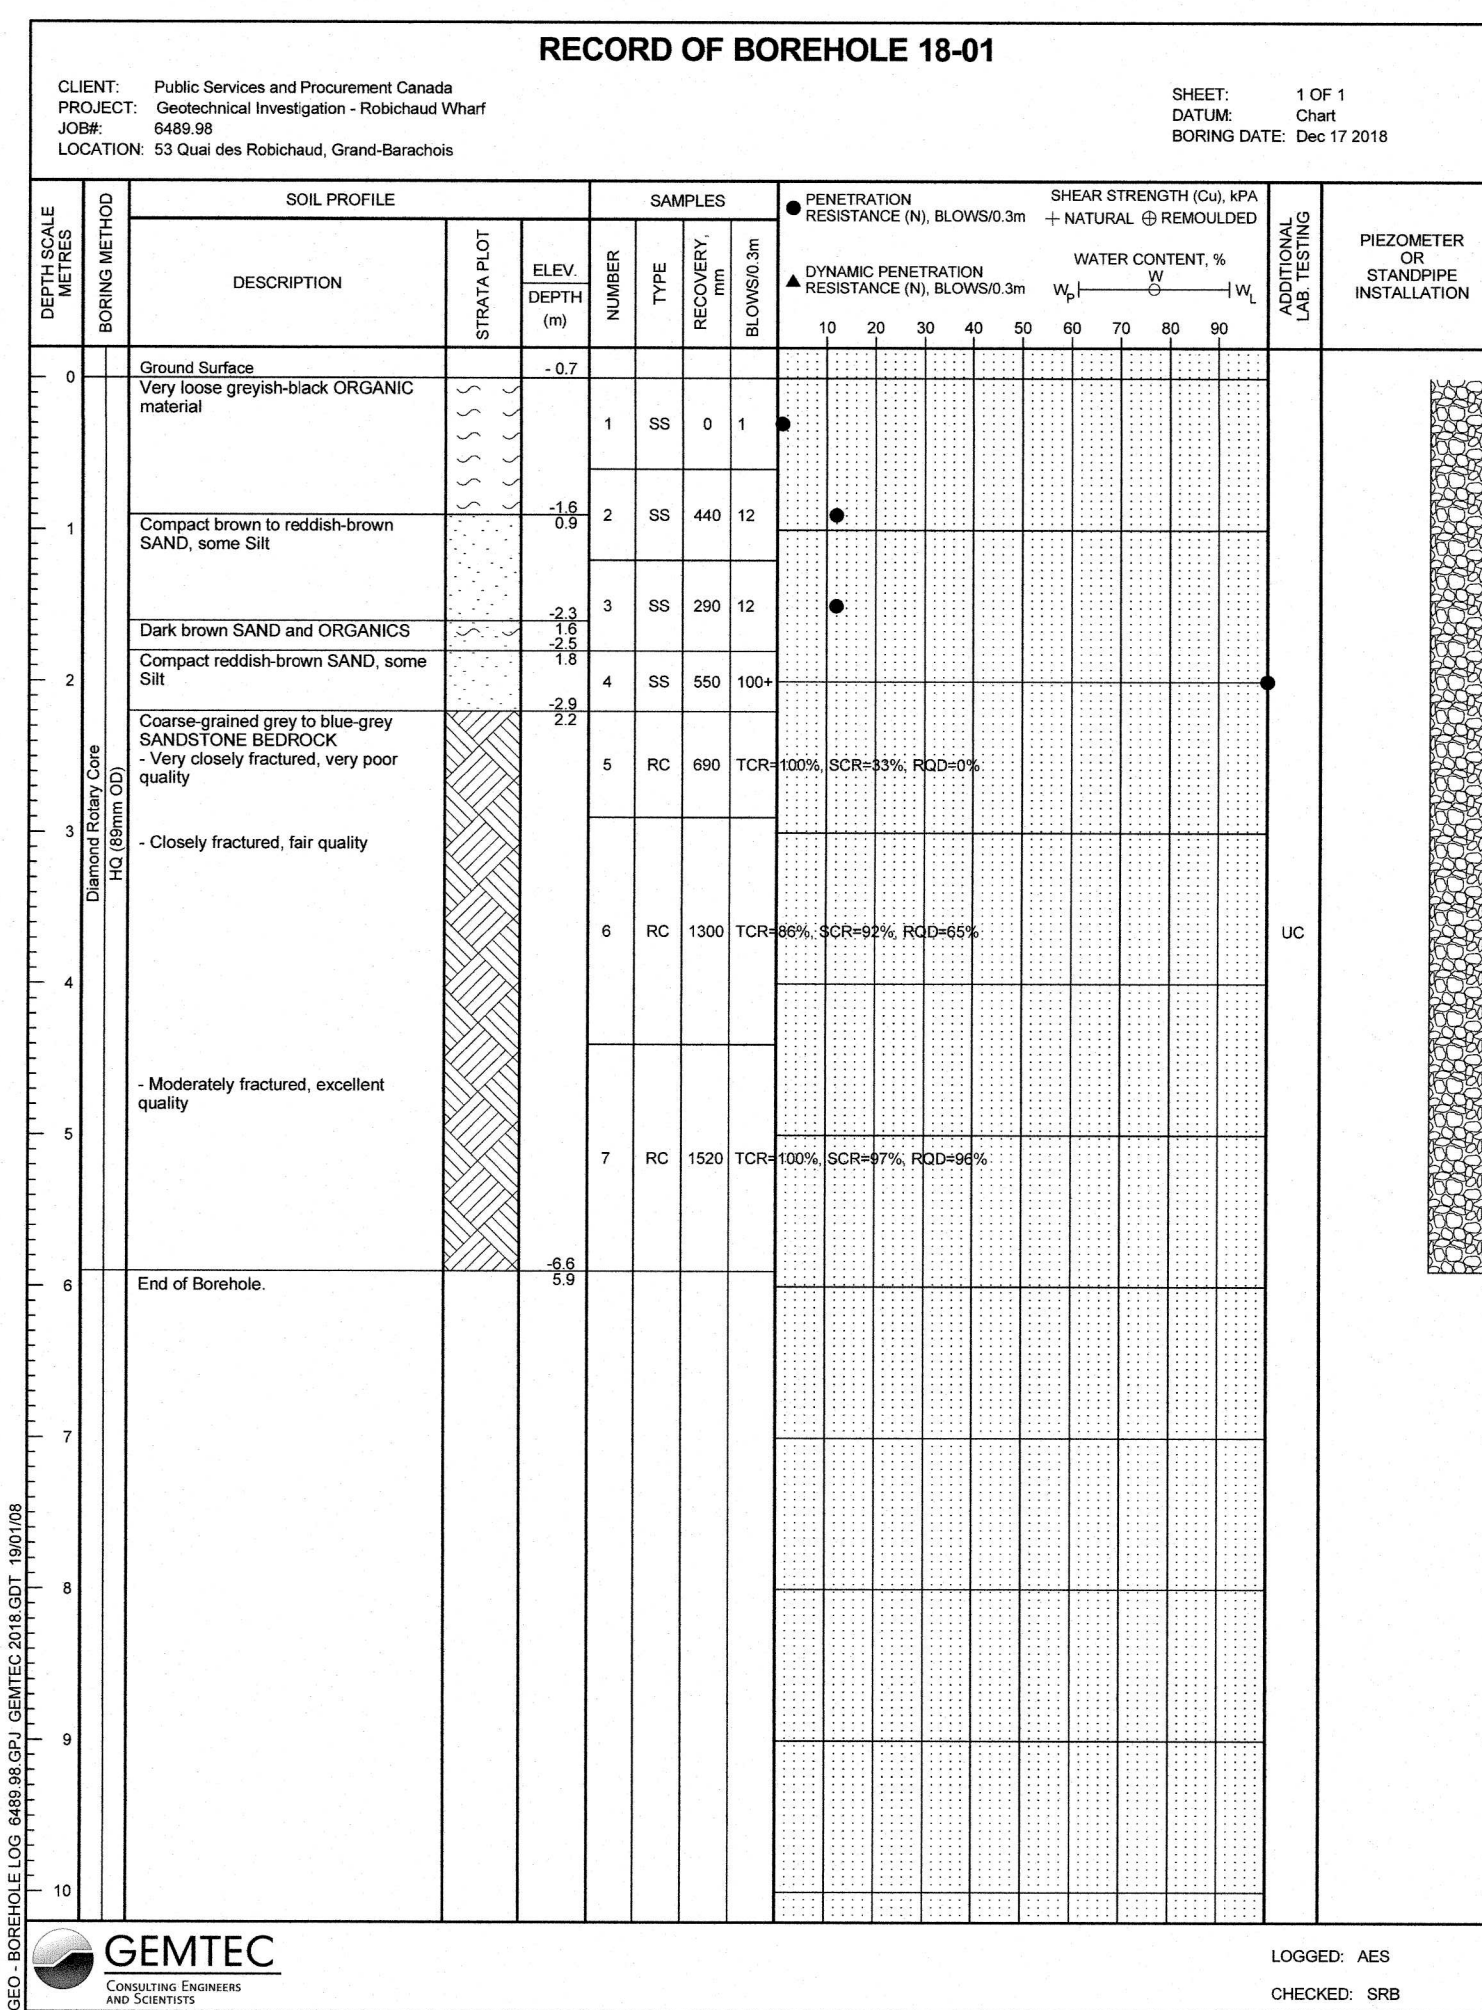 RECORD OF BOREHOLE 18-01
CLIENT: Public Services and Procurement Canada
PROJECT: Geotechnical Investigation - Robichaud Wharf
JOB#: 6489.98
LOCATION: 53 Quai des Robichaud, Grand-Barachois
SHEET: 1 OF 1
DATUM: Chart
BORING DATE: Dec 17 2018
DEPTH SCALE
METRES
BORING METHOD
SOIL PROFILE
DESCRIPTION
STRATA PLOT
ELEV.
DEPTH
(m)
SAMPLES
NUMBER
TYPE
RECOVERY,
mm
BLOWS/0.3m
● PENETRATION
RESISTANCE (N), BLOWS/0.3m
▲ DYNAMIC PENETRATION
RESISTANCE (N), BLOWS/0.3m
SHEAR STRENGTH (Cu), kPA
+ NATURAL ⊕ REMOULDED
WATER CONTENT, %
W
Wp WL
10 20 30 40 50 60 70 80 90
ADDITIONAL
LAB. TESTING
PIEZOMETER
OR
STANDPIPE
INSTALLATION
Ground Surface - 0.7
0
Very loose greyish-black ORGANIC
material
1 SS 0 1
-1.6
0.9
2 SS 440 12
Compact brown to reddish-brown
SAND, some Silt
1
-2.3
3 SS 290 12
Dark brown SAND and ORGANICS 1.6
-2.5
Compact reddish-brown SAND, some
Silt
1.8
2
4 SS 550 100+
-2.9
2.2
Coarse-grained grey to blue-grey
SANDSTONE BEDROCK
- Very closely fractured, very poor
quality
5 RC 690 TCR=100%, SCR=33%, RQD=0%
Diamond Rotary Core
HQ (89mm OD)
3
- Closely fractured, fair quality
6 RC 1300 TCR=86%, SCR=92%, RQD=65% UC
4
- Moderately fractured, excellent
quality
5
7 RC 1520 TCR=100%, SCR=97%, RQD=96%
-6.6
5.9
6
End of Borehole.
7
8
9
10
GEO - BOREHOLE LOG 6489.98.GPJ GEMTEC 2018.GDT 19/01/08
GEMTEC
CONSULTING ENGINEERS
AND SCIENTISTS
LOGGED: AES
CHECKED: SRB